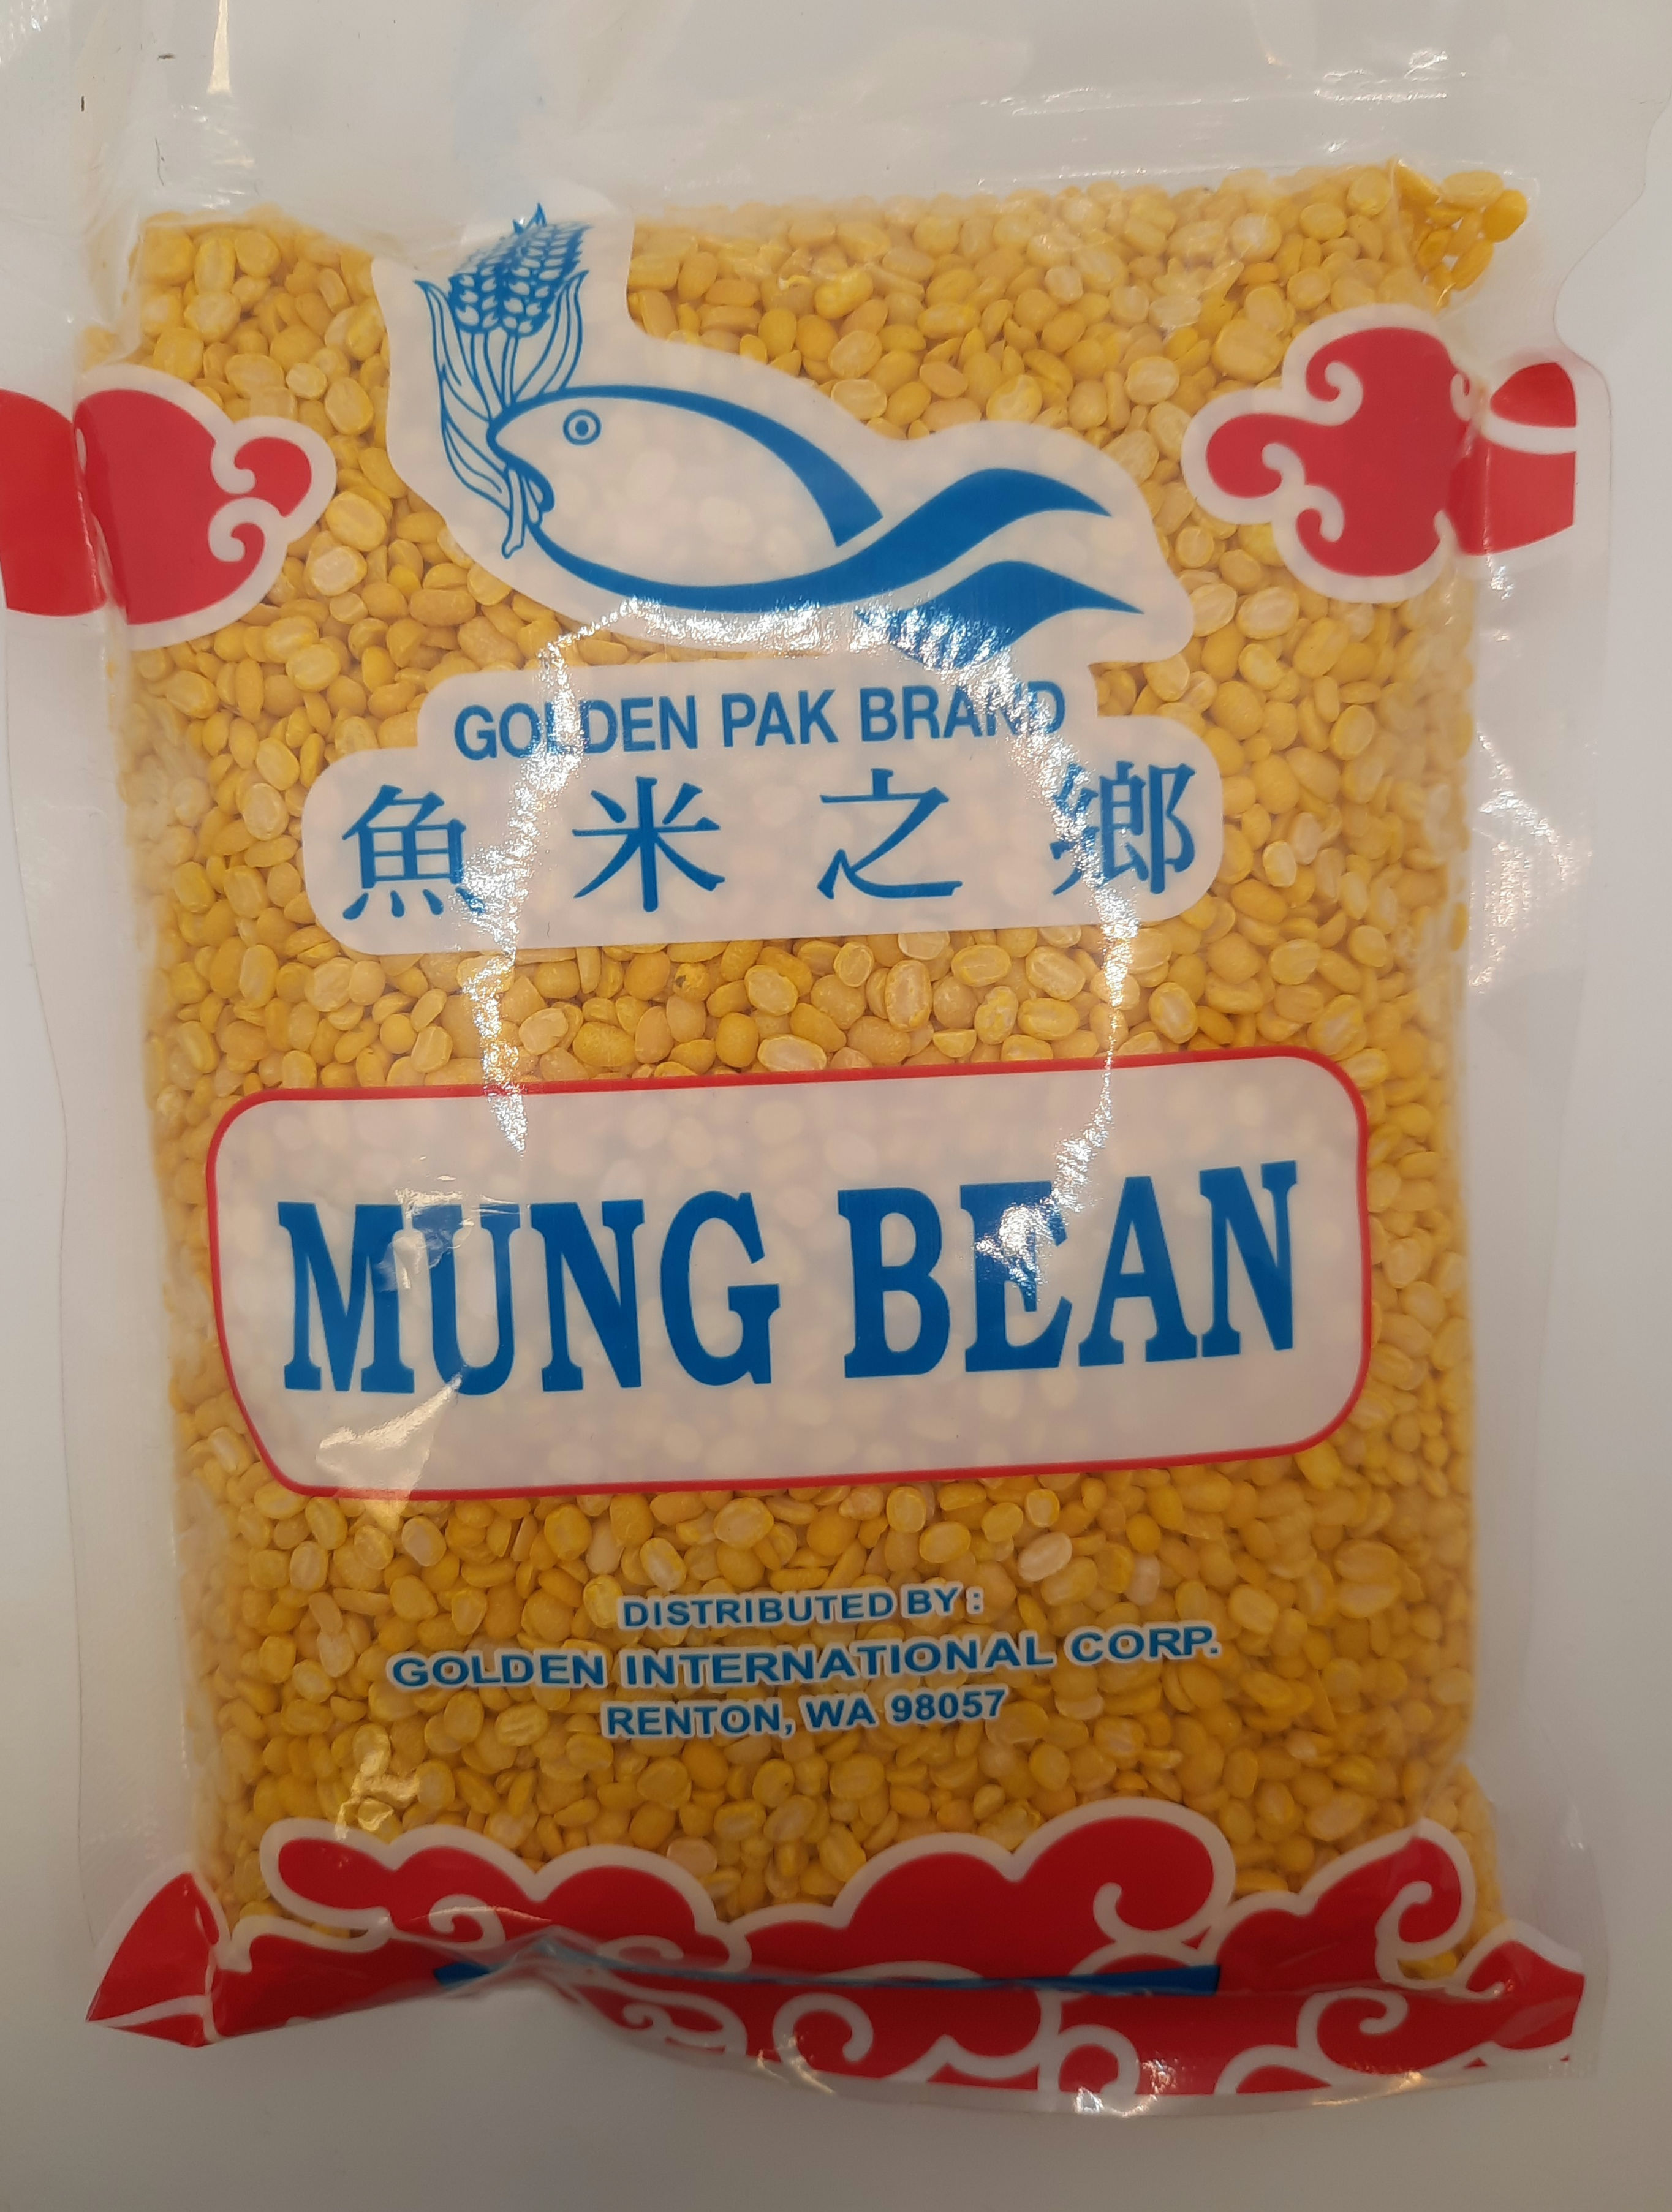 GOLDEN PAK BRAND
魚米之鄉
MUNG BEAN
DISTRIBUTED BY :
GOLDEN INTERNATIONAL CORP.
RENTON, WA 98057